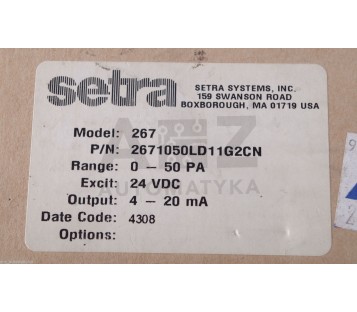 setra
SETRA SYSTEMS, INC.
159 SWANSON ROAD
BOXBOROUGH, MA 01719 USA
Model: 267
P/N: 2671050LD11G2CN
Range: 0 – 50 PA
Excit: 24 VDC
Output: 4 – 20 mA
Date Code: 4308
Options:
AUTOMATYKA